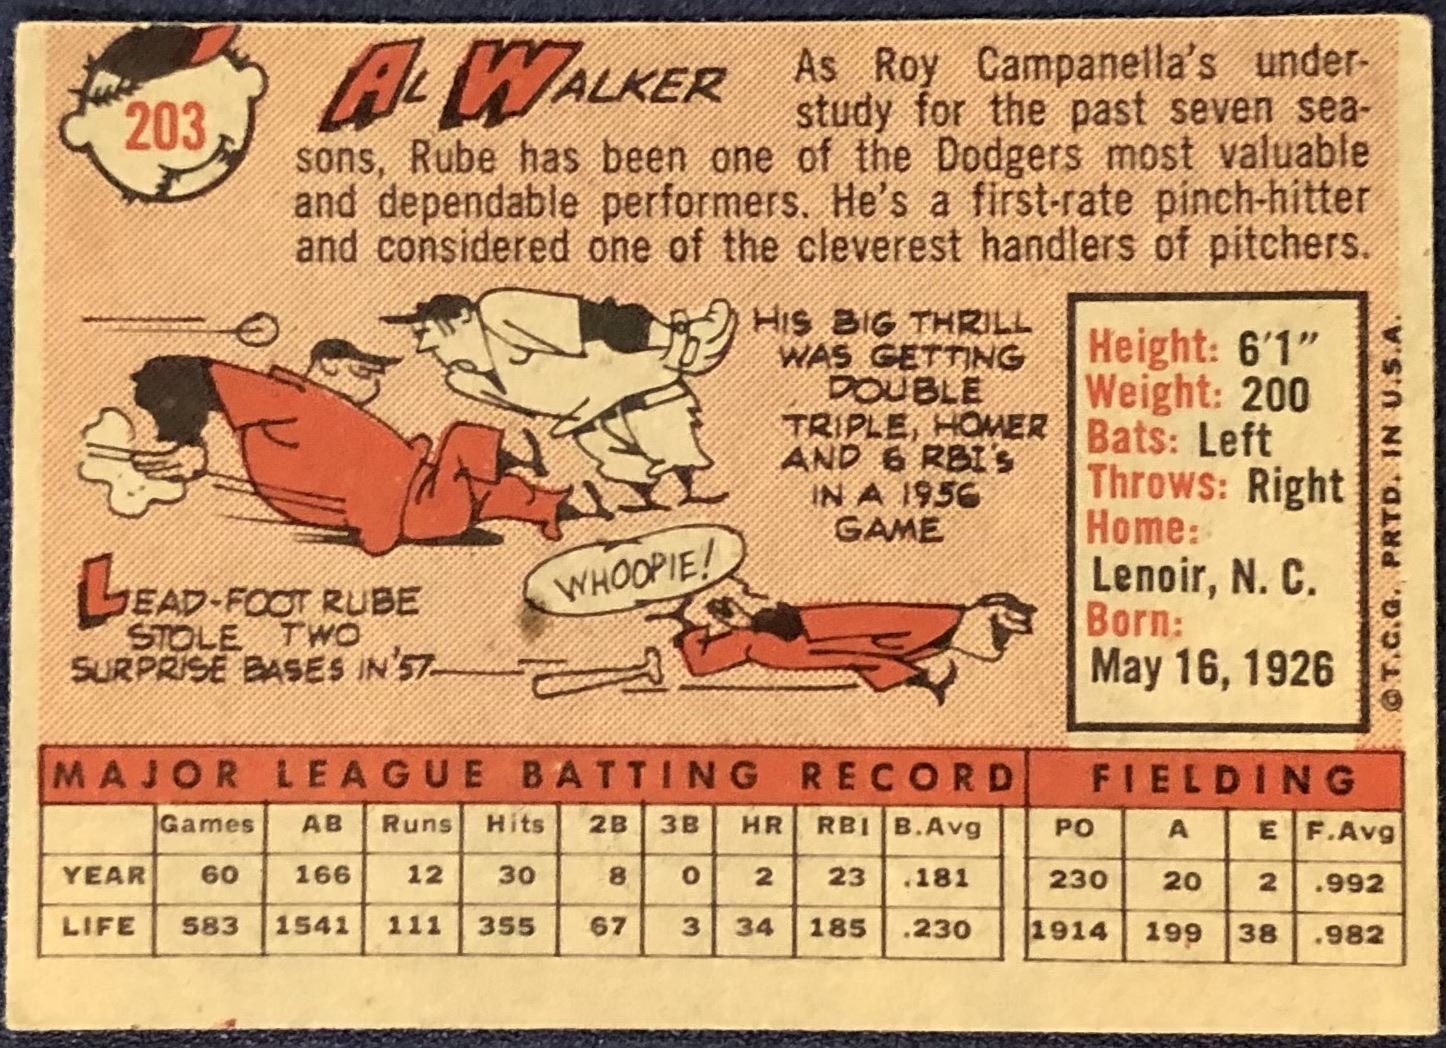 203
AL WALKER
As Roy Campanella's under-
study for the past seven sea-
sons, Rube has been one of the Dodgers most valuable
and dependable performers. He's a first-rate pinch-hitter
and considered one of the cleverest handlers of pitchers.
HIS BIG THRILL
WAS GETTING
DOUBLE
TRIPLE, HOMER
AND 6 RBI's
IN A 1956
GAME
LEAD-FOOT RUBE
STOLE TWO
SURPRISE BASES IN '57
WHOOPIE!
Height: 6'1"
Weight: 200
Bats: Left
Throws: Right
Home:
Lenoir, N. C.
Born:
May 16, 1926
© T.C.G. PRTD. IN U.S.A.
MAJOR LEAGUE BATTING RECORD FIELDING
Games AB Runs Hits 2B 3B HR RBI B.Avg PO A E F.Avg
YEAR 60 166 12 30 8 0 2 23 .181 230 20 2 .992
LIFE 583 1541 111 355 67 3 34 185 .230 1914 199 38 .982